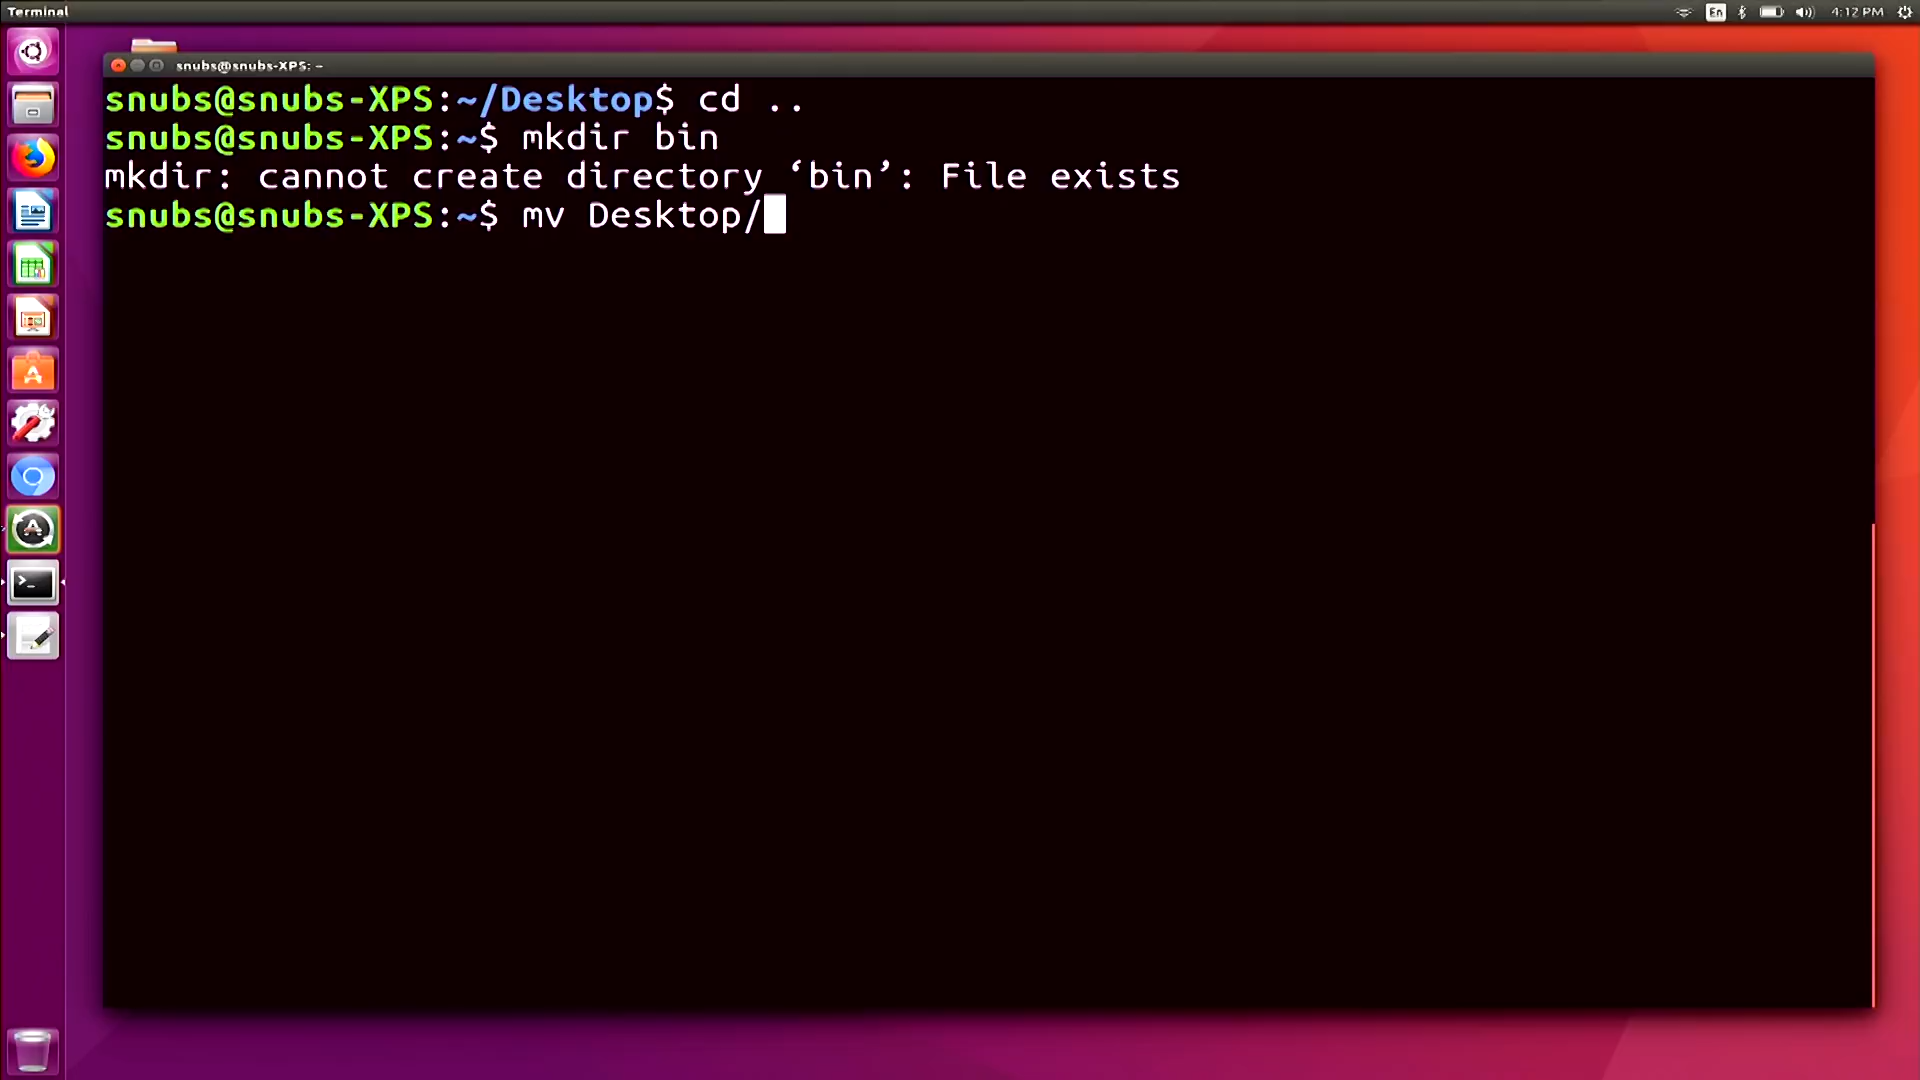 Terminal
En
4:12 PM
snubs@snubs-XPS: ~
snubs@snubs-XPS:~/Desktop$ cd ..
snubs@snubs-XPS:~$ mkdir bin
mkdir: cannot create directory ‘bin’: File exists
snubs@snubs-XPS:~$ mv Desktop/